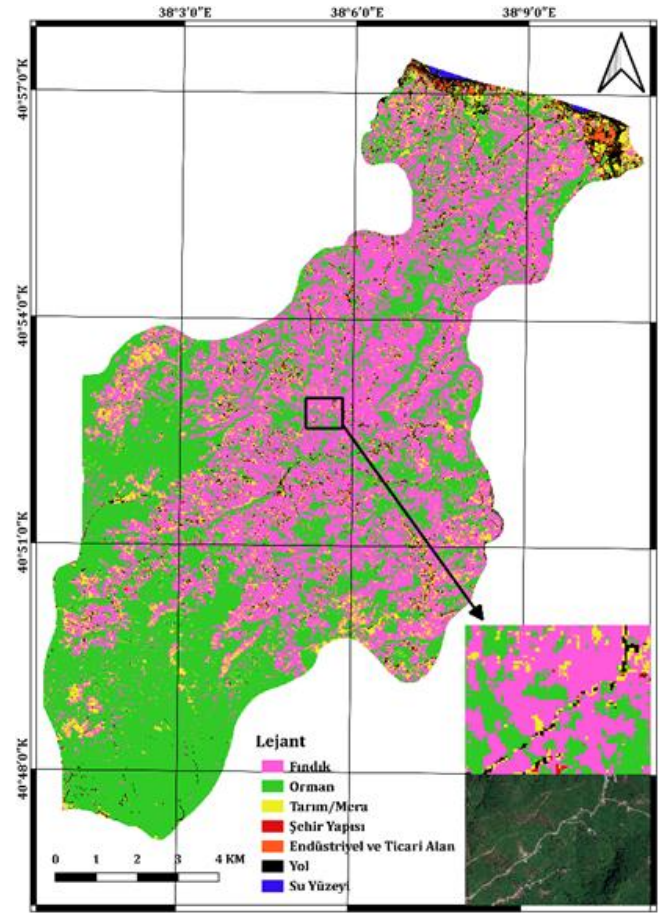 38°3'0"E 38°6'0"E 38°9'0"E
40°57'0"K
40°54'0"K
40°51'0"K
40°48'0"K
Lejant
Fındık
Orman
Tarım/Mera
Şehir Yapısı
Endüstriyel ve Ticari Alan
Yol
Su Yüzeyi
0 1 2 3 4 KM